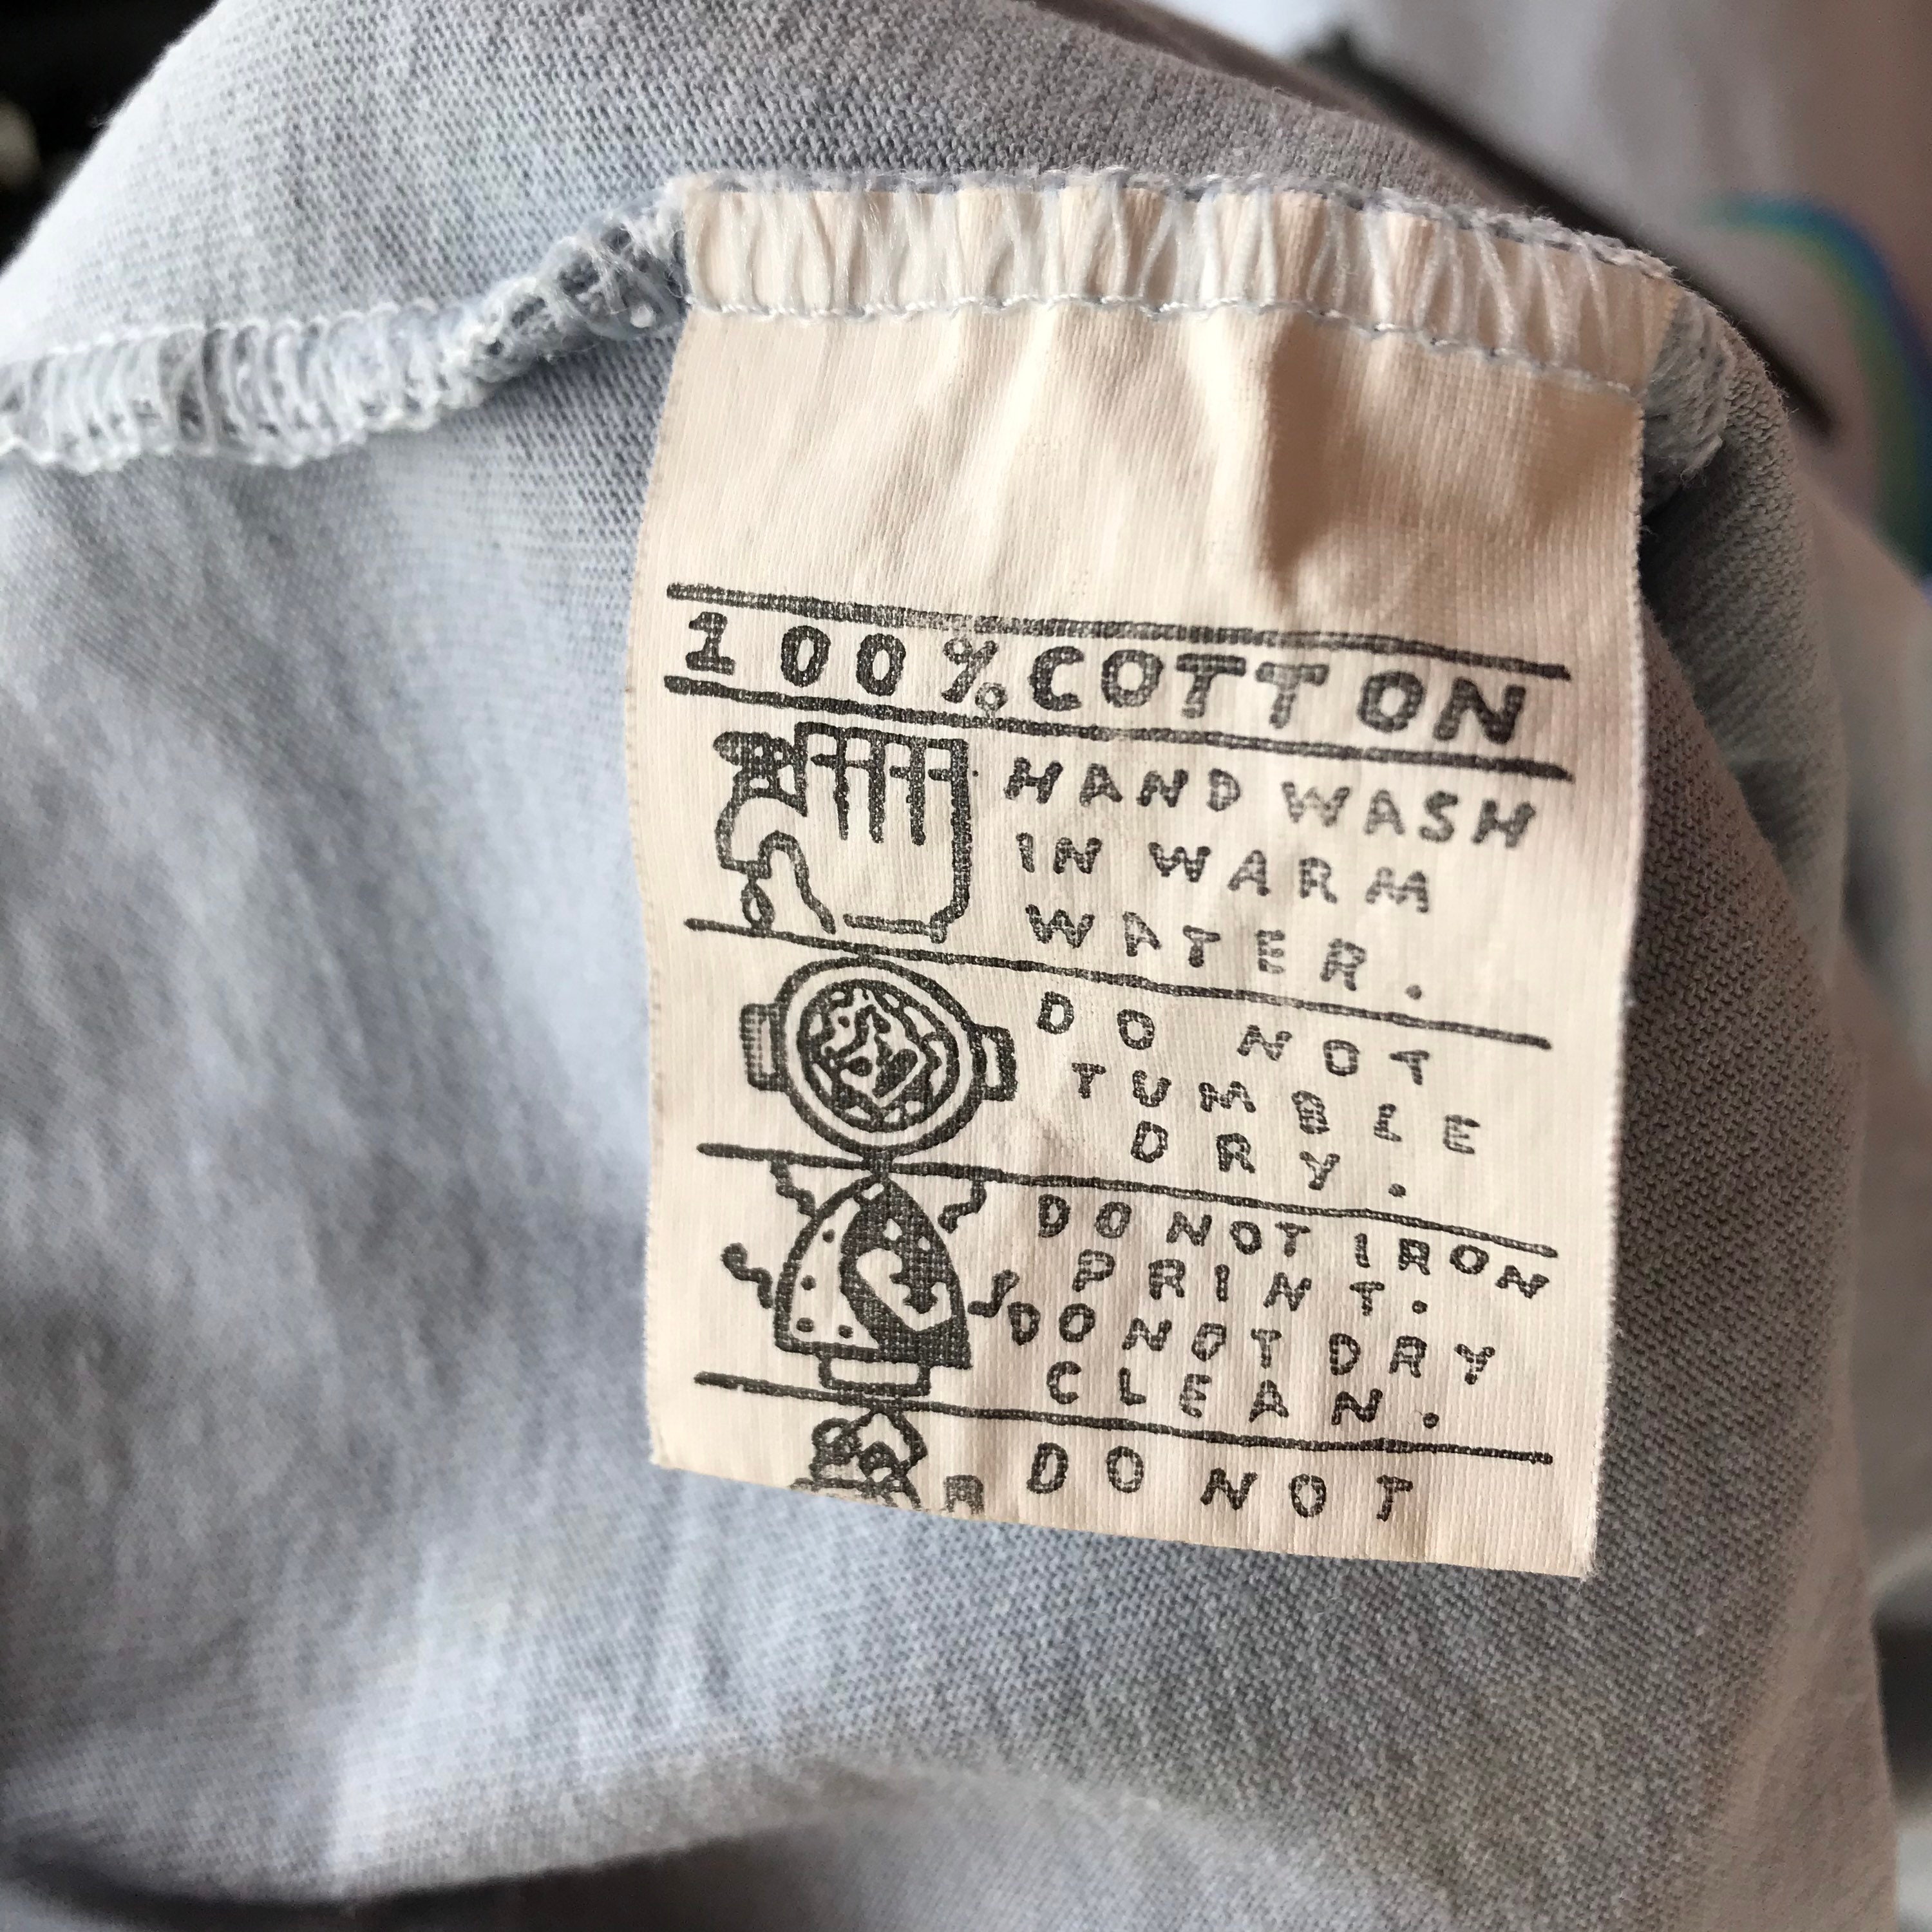 100% COTTON
HAND WASH
IN WARM
WATER.
DO NOT
TUMBLE
DRY.
DO NOT IRON
PRINT.
DO NOT DRY
CLEAN.
DO NOT